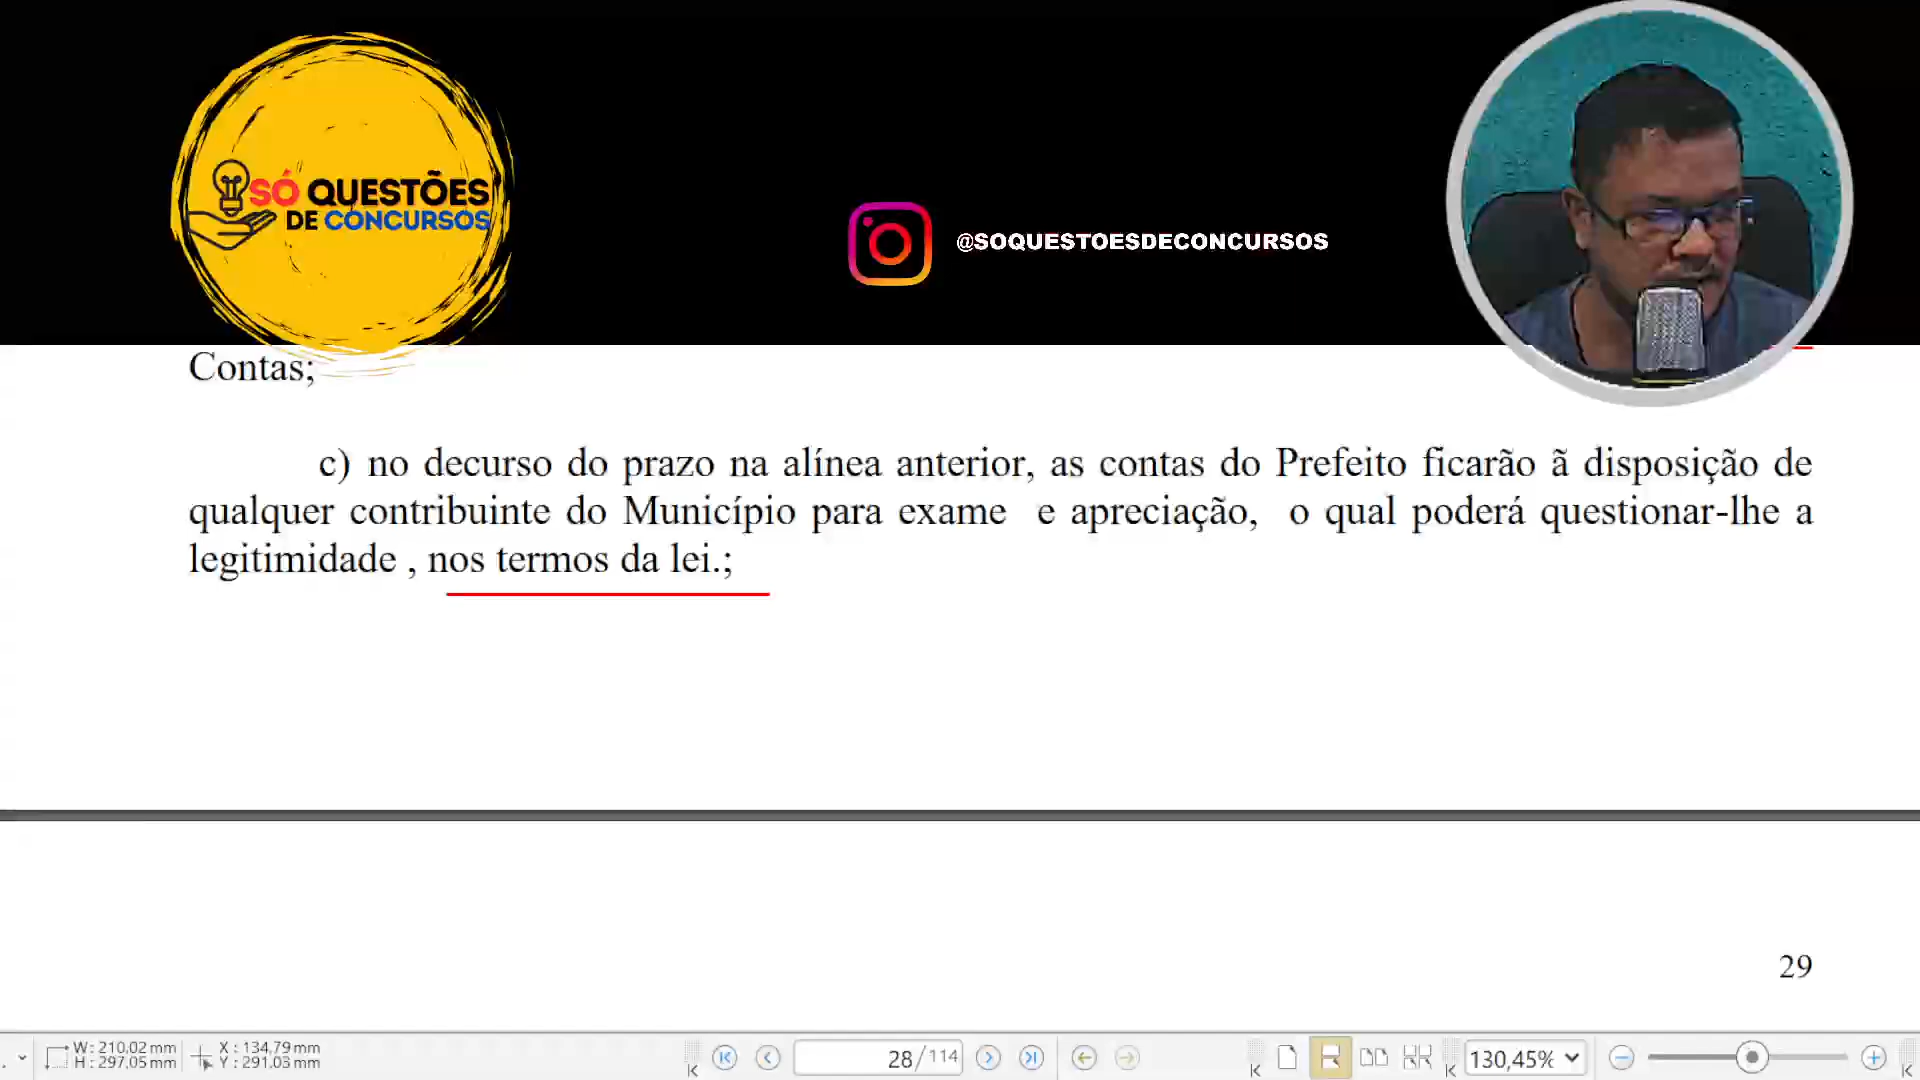 SÓ QUESTÕES
DE CONCURSOS
@SOQUESTOESDECONCURSOS
Contas;
c) no decurso do prazo na alínea anterior, as contas do Prefeito ficarão ã disposição de
qualquer contribuinte do Município para exame e apreciação, o qual poderá questionar-lhe a
legitimidade , nos termos da lei.;
29
W: 210,02 mm
H: 297,05 mm
X : 134,79 mm
Y : 291,03 mm
28 / 114
130,45%